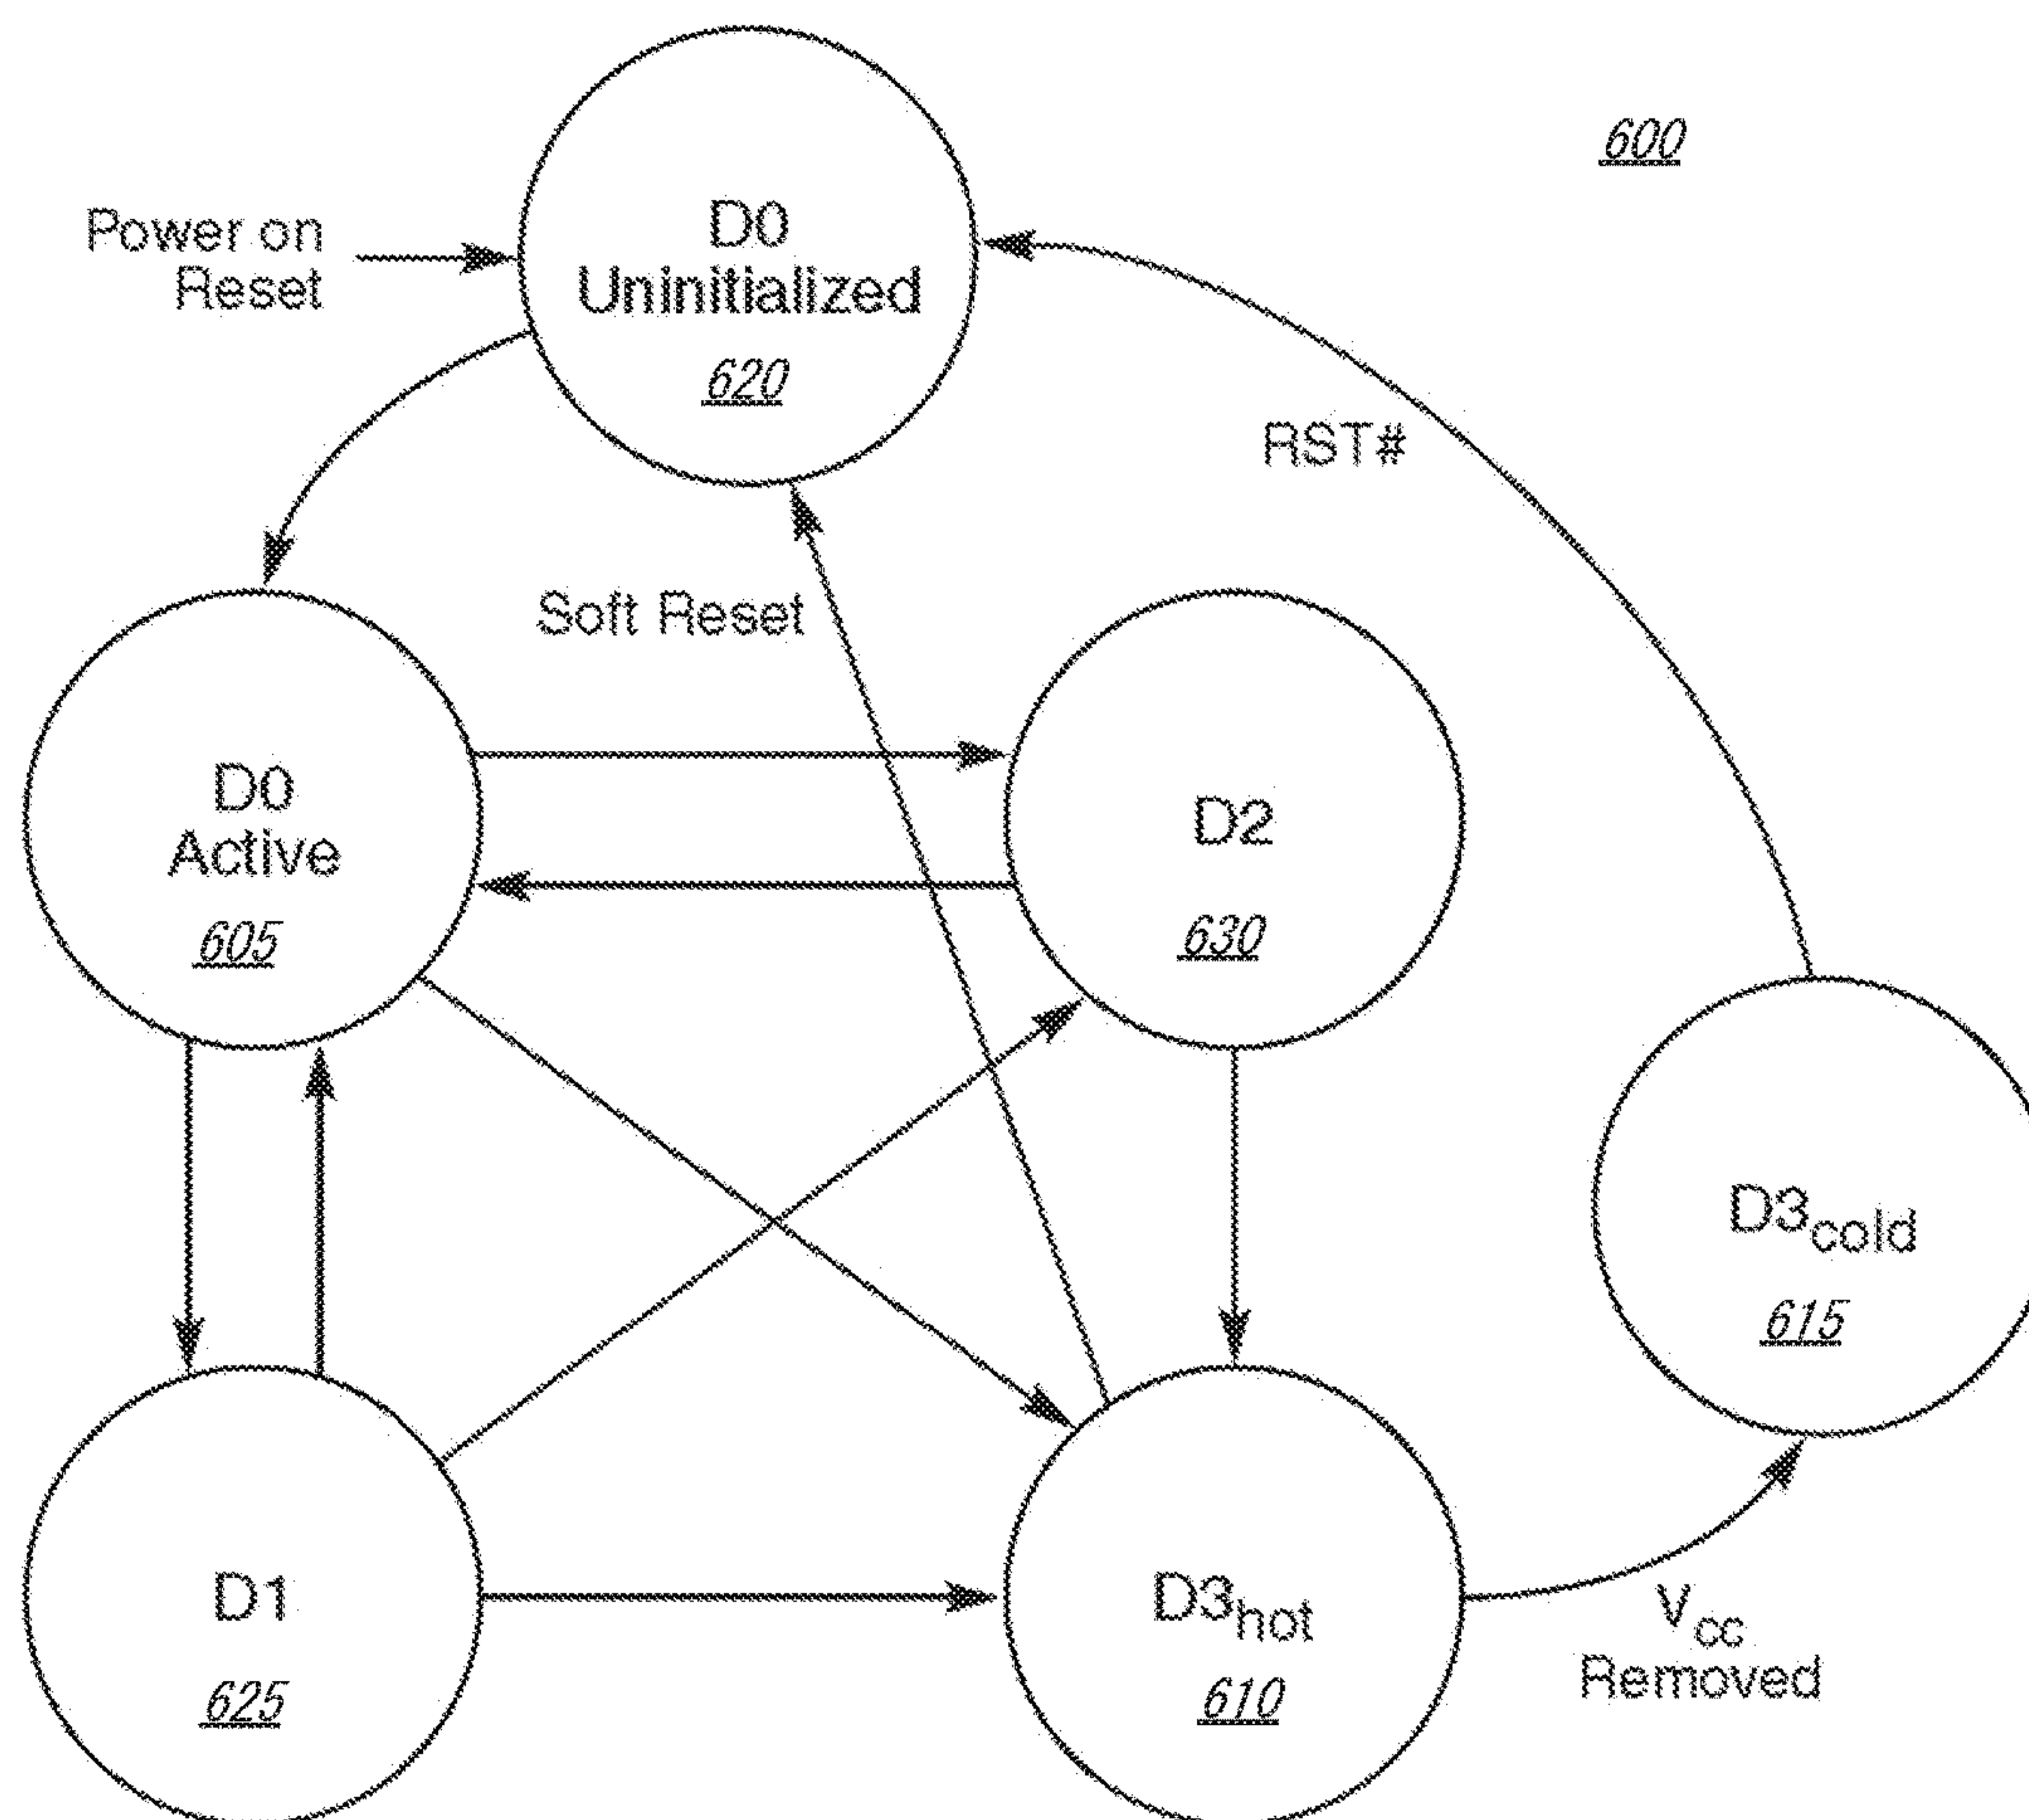 600
Power on
Reset
D0
Uninitialized
620
RST#
Soft Reset
D0
Active
605
D2
630
D3cold
615
D1
625
D3hot
610
Vcc
Removed